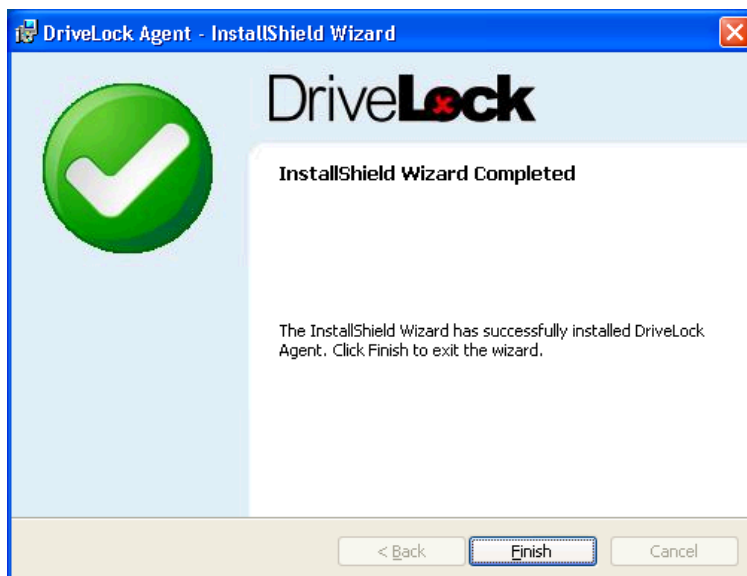 DriveLock Agent - InstallShield Wizard
DriveLock
InstallShield Wizard Completed
The InstallShield Wizard has successfully installed DriveLock
Agent. Click Finish to exit the wizard.
< Back
Finish
Cancel